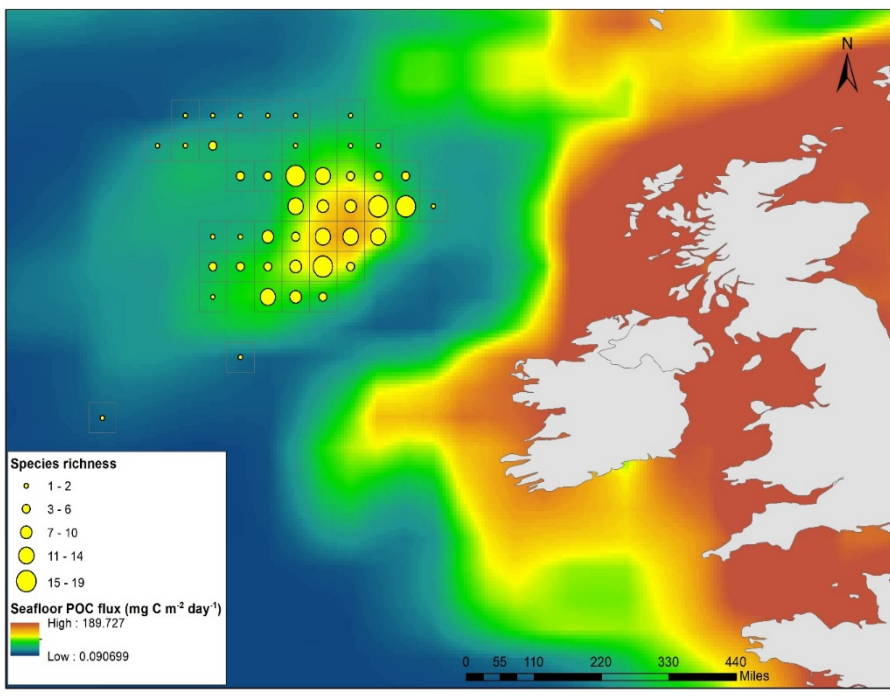 N
Species richness
1 - 2
3 - 6
7 - 10
11 - 14
15 - 19
Seafloor POC flux (mg C m⁻² day⁻¹)
High : 189.727
Low : 0.090699
0 55 110 220 330 440
Miles